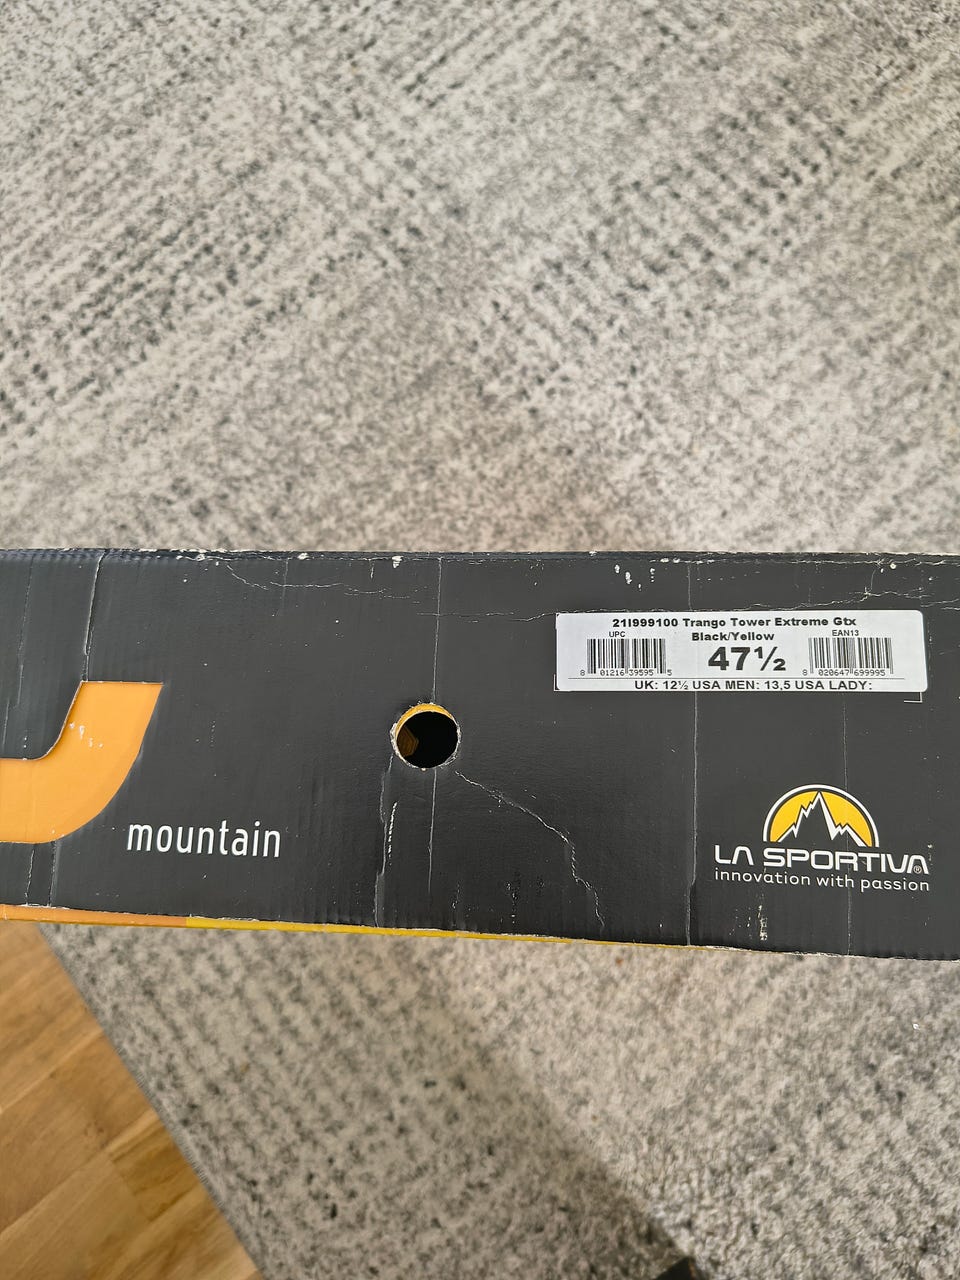 21I999100 Trango Tower Extreme Gtx
UPC Black/Yellow EAN13
47½
8 01216 39595 5 8 020647 699995
UK: 12½ USA MEN: 13,5 USA LADY:
mountain
LA SPORTIVA®
innovation with passion